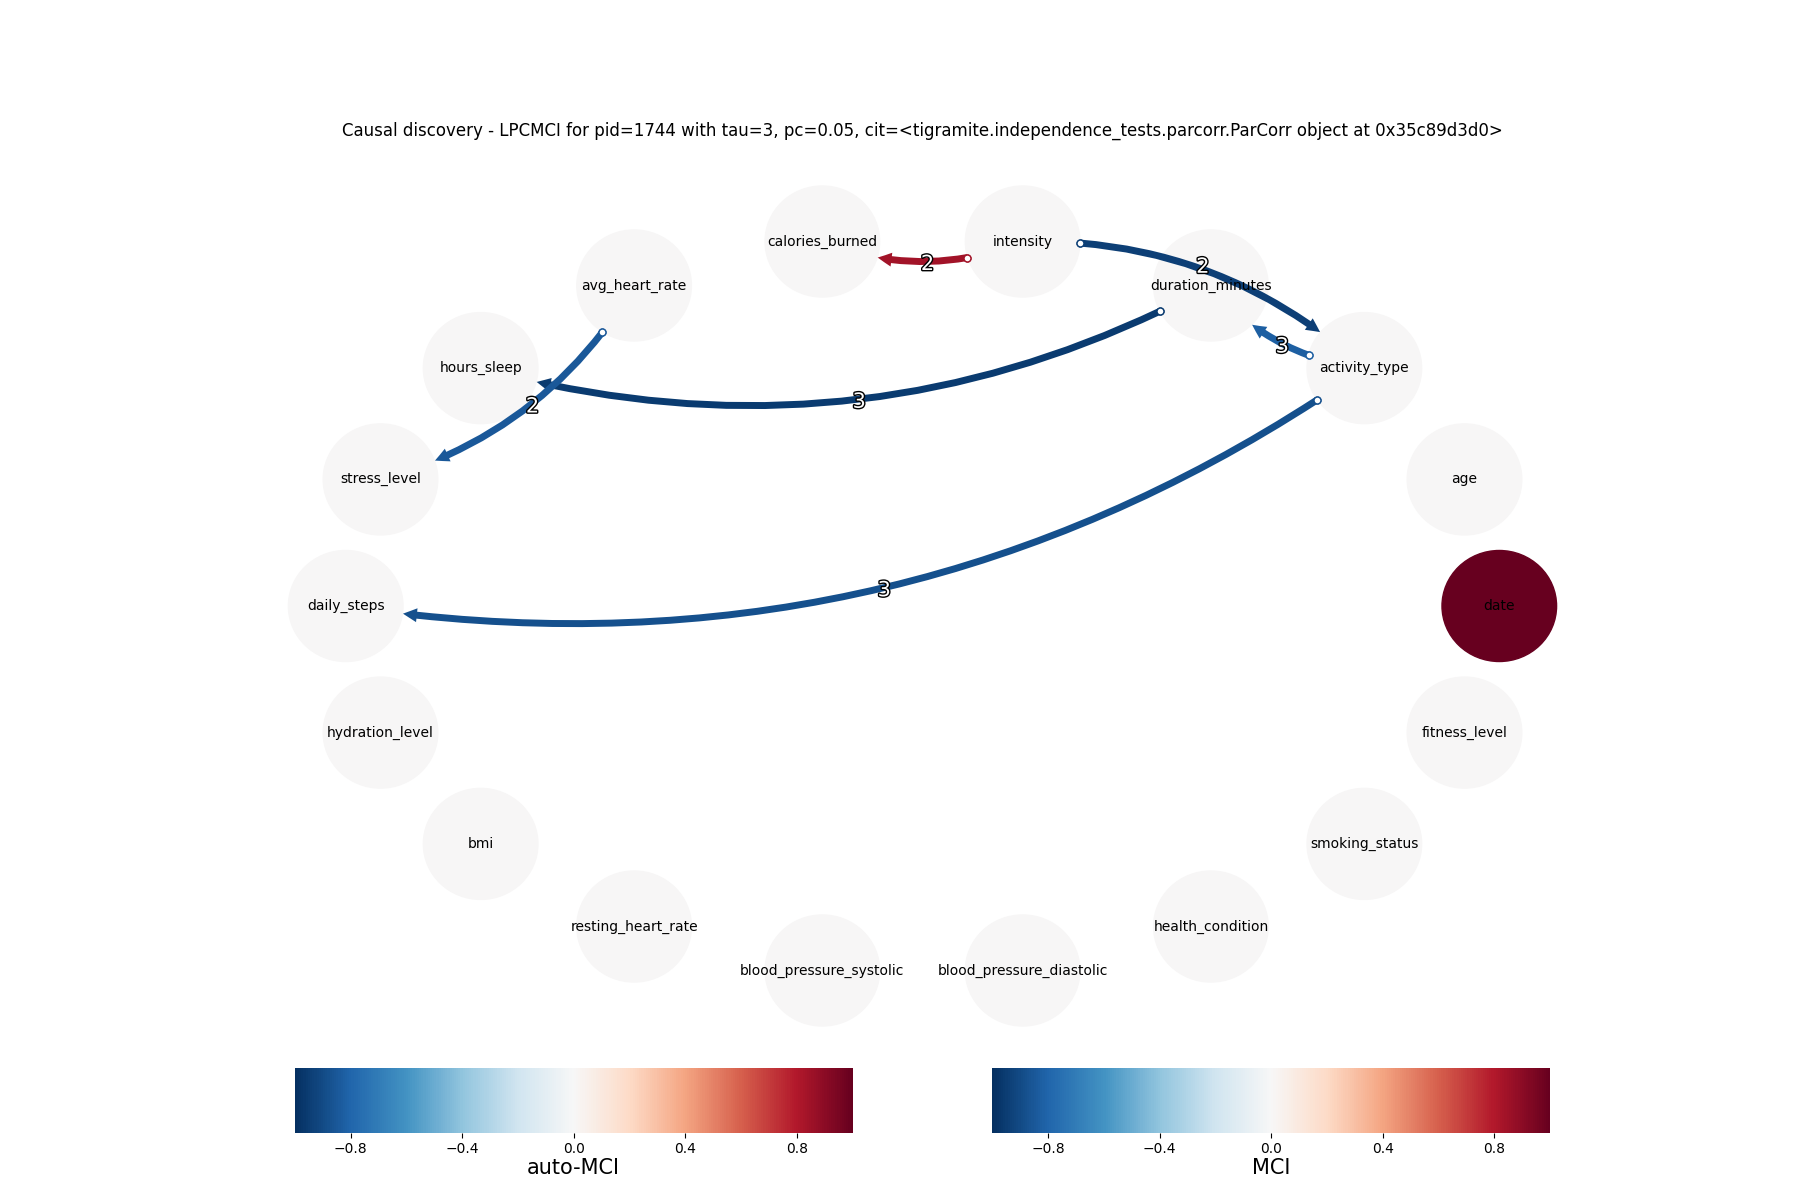 Causal discovery - LPCMCI for pid=1744 with tau=3, pc=0.05, cit=<tigramite.independence_tests.parcorr.ParCorr object at 0x35c89d3d0>
calories_burned
2
intensity
2
avg_heart_rate
duration_minutes
3
hours_sleep
activity_type
2
3
stress_level
age
3
daily_steps
date
hydration_level
fitness_level
bmi
smoking_status
resting_heart_rate
health_condition
blood_pressure_systolic
blood_pressure_diastolic
−0.8 −0.4 0.0 0.4 0.8
auto-MCI
−0.8 −0.4 0.0 0.4 0.8
MCI